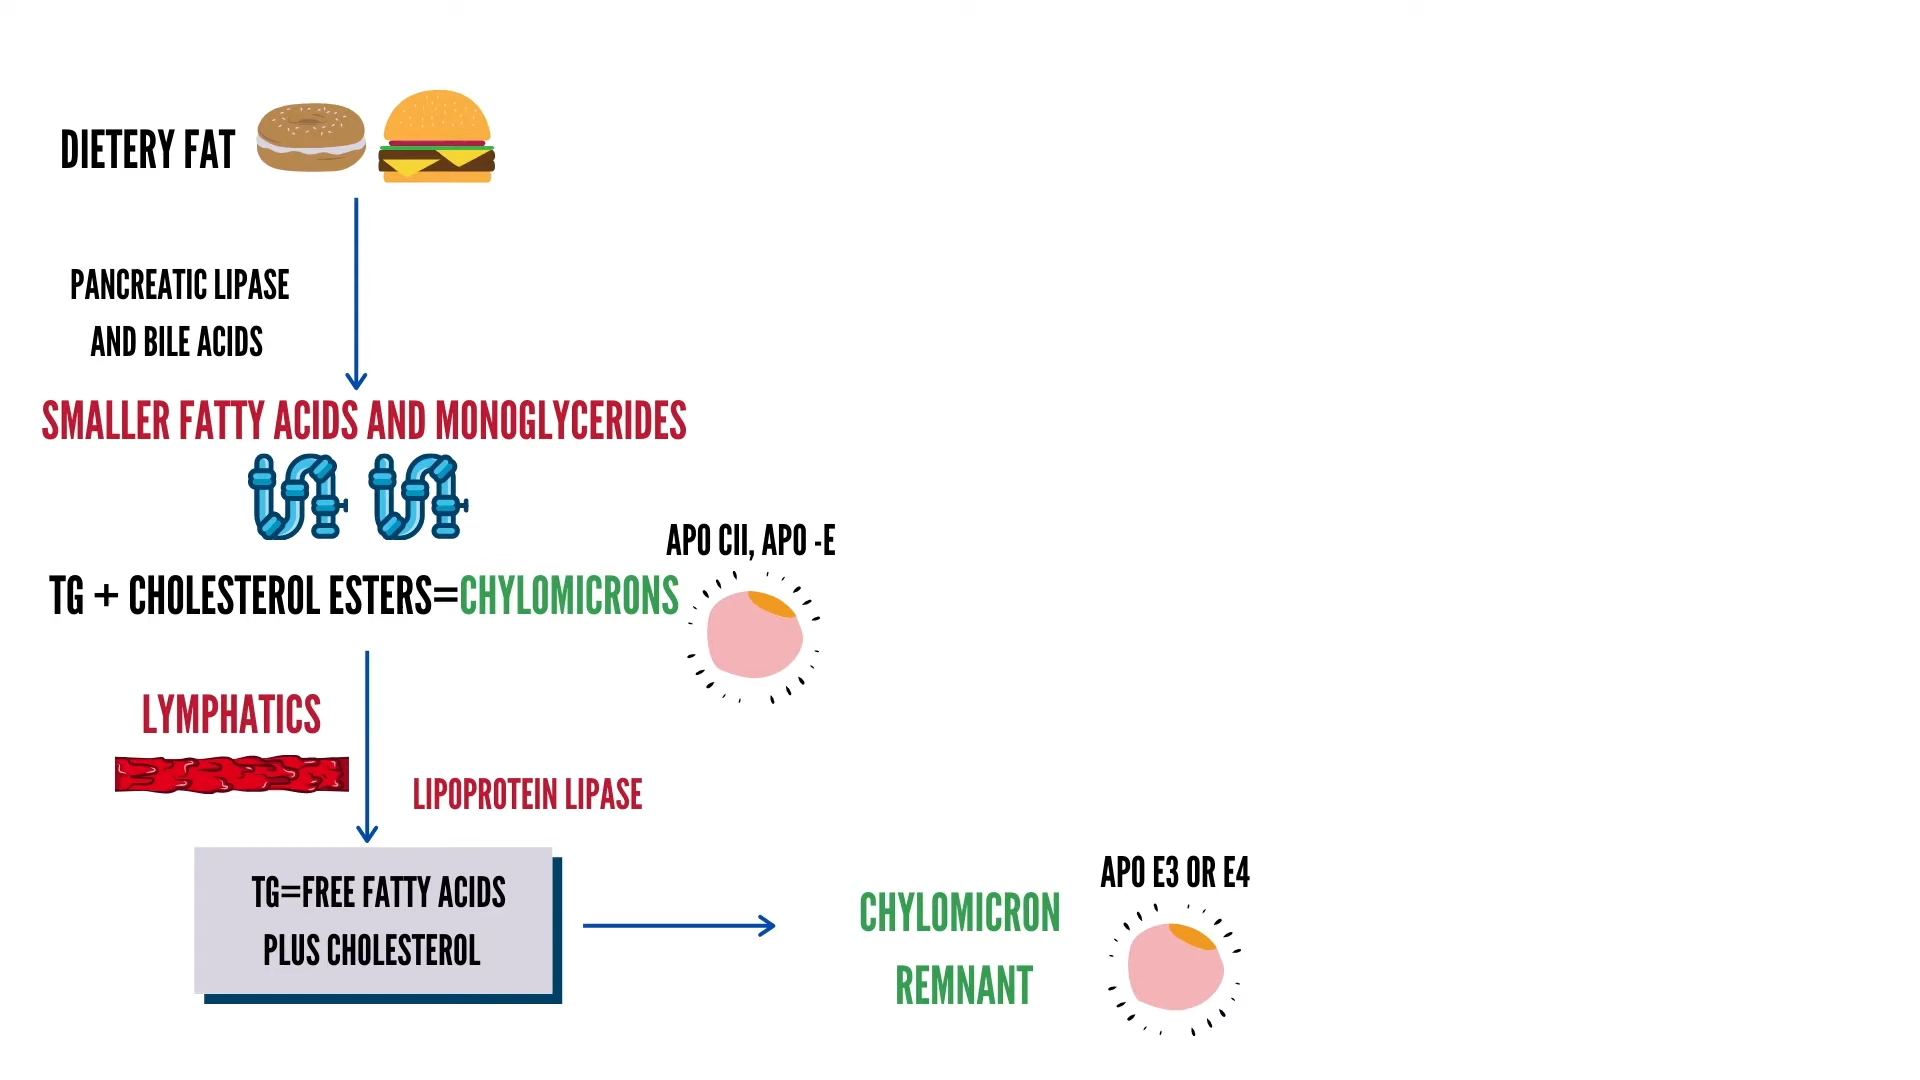 DIETERY FAT
PANCREATIC LIPASE
AND BILE ACIDS
SMALLER FATTY ACIDS AND MONOGLYCERIDES
APO CII, APO -E
TG + CHOLESTEROL ESTERS=CHYLOMICRONS
LYMPHATICS
LIPOPROTEIN LIPASE
TG=FREE FATTY ACIDS
PLUS CHOLESTEROL
APO E3 OR E4
CHYLOMICRON
REMNANT